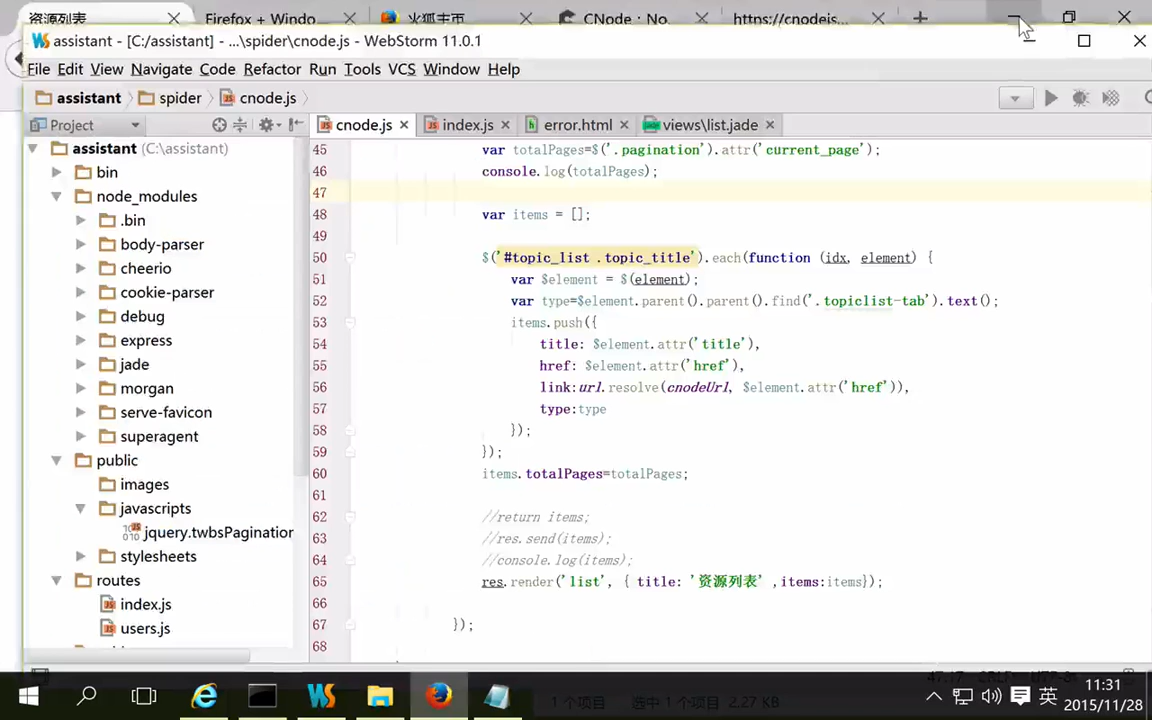 资源列表
Firefox + Windo
火狐主页
CNode : No
https://cnodejs...
assistant - [C:/assistant] - ...\spider\cnode.js - WebStorm 11.0.1
File Edit View Navigate Code Refactor Run Tools VCS Window Help
assistant spider cnode.js
Project
cnode.js index.js error.html views\list.jade
assistant (C:\assistant)
bin
node_modules
.bin
body-parser
cheerio
cookie-parser
debug
express
jade
morgan
serve-favicon
superagent
public
images
javascripts
jquery.twbsPagination
stylesheets
routes
index.js
users.js
45 var totalPages=$('.pagination').attr('current_page');
46 console.log(totalPages);
47
48 var items = [];
49
50 $('#topic_list .topic_title').each(function (idx, element) {
51 var $element = $(element);
52 var type=$element.parent().parent().find('.topiclist-tab').text();
53 items.push({
54 title: $element.attr('title'),
55 href: $element.attr('href'),
56 link:url.resolve(cnodeUrl, $element.attr('href')),
57 type:type
58 });
59 });
60 items.totalPages=totalPages;
61
62 //return items;
63 //res.send(items);
64 //console.log(items);
65 res.render('list', { title: '资源列表' ,items:items});
66
67 });
68
1 个项目 选中 1 个项目 2.27 KB
英
11:31
2015/11/28